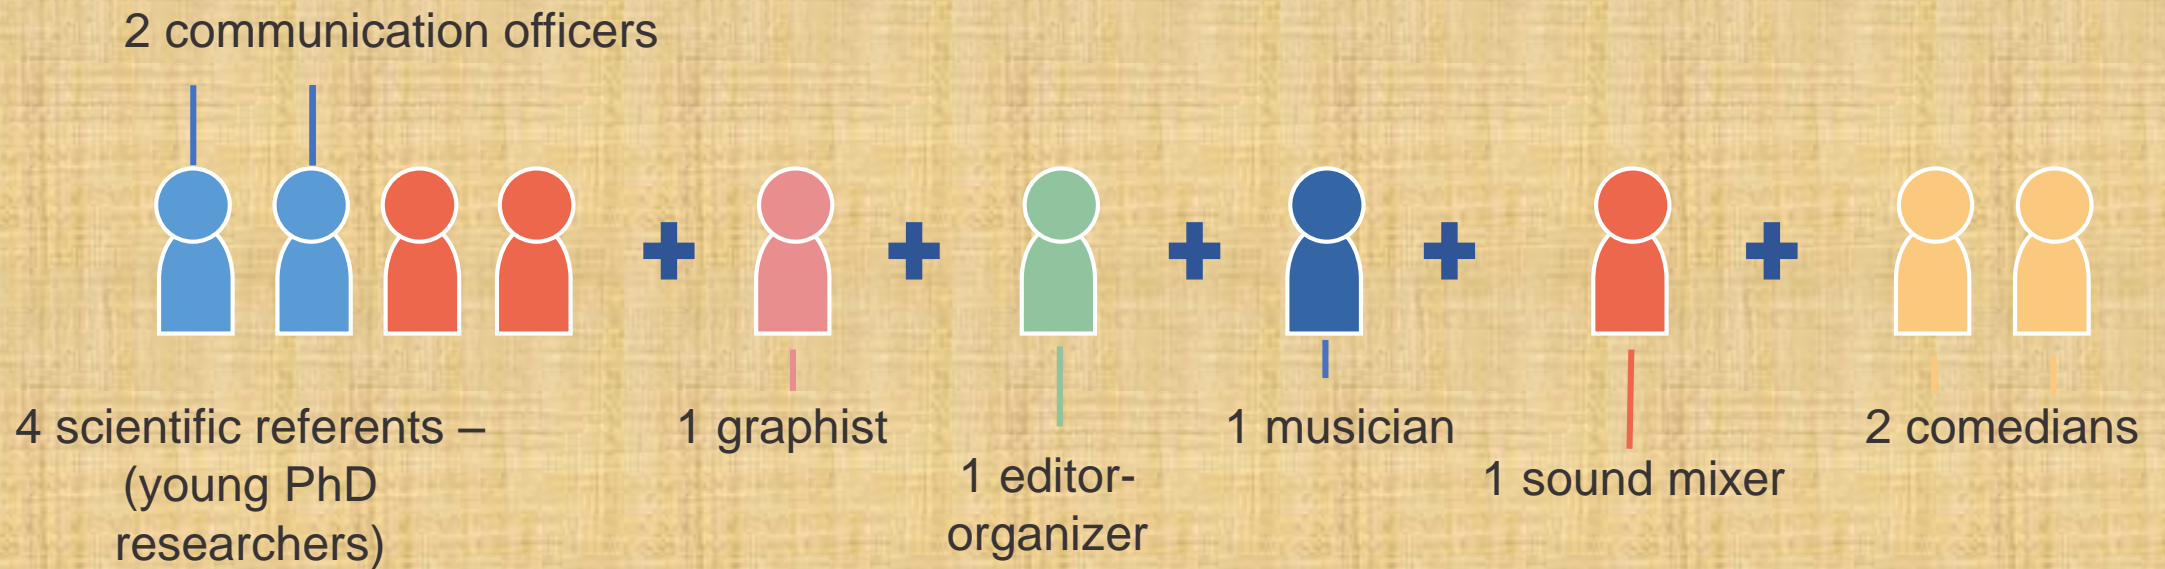 2 communication officers
4 scientific referents –
(young PhD
researchers)
1 graphist
1 editor-
organizer
1 musician
1 sound mixer
2 comedians